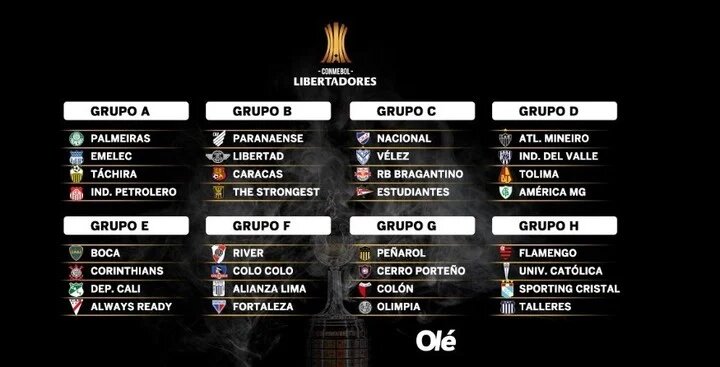 CONMEBOL
LIBERTADORES
GRUPO A
PALMEIRAS
EMELEC
TÁCHIRA
IND. PETROLERO
GRUPO B
PARANAENSE
LIBERTAD
CARACAS
THE STRONGEST
GRUPO C
NACIONAL
VÉLEZ
RB BRAGANTINO
ESTUDIANTES
GRUPO D
ATL. MINEIRO
IND. DEL VALLE
TOLIMA
AMÉRICA MG
GRUPO E
BOCA
CORINTHIANS
DEP. CALI
ALWAYS READY
GRUPO F
RIVER
COLO COLO
ALIANZA LIMA
FORTALEZA
GRUPO G
PEÑAROL
CERRO PORTEÑO
COLÓN
OLIMPIA
GRUPO H
FLAMENGO
UNIV. CATÓLICA
SPORTING CRISTAL
TALLERES
Olé